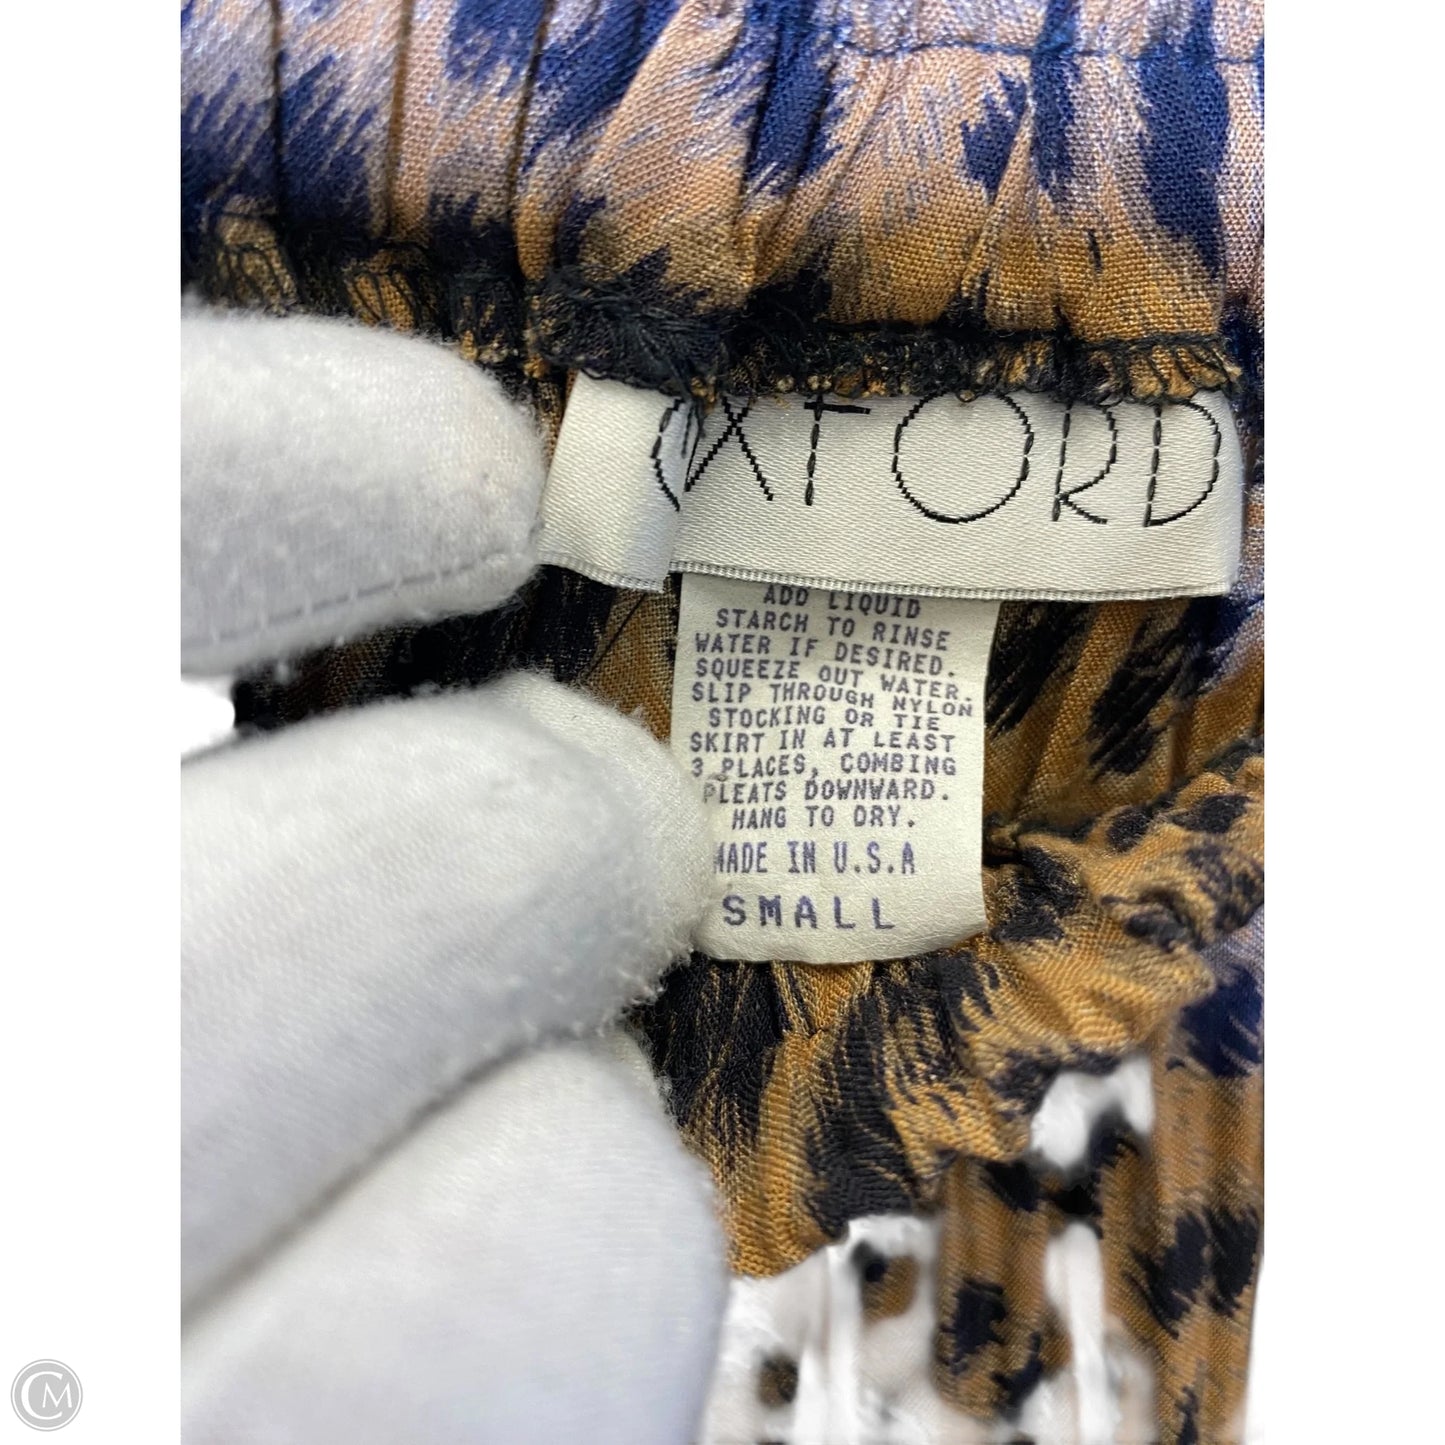 OXFORD
ADD LIQUID
STARCH TO RINSE
WATER IF DESIRED.
SQUEEZE OUT WATER.
SLIP THROUGH NYLON
STOCKING OR TIE
SKIRT IN AT LEAST
3 PLACES, COMBING
PLEATS DOWNWARD.
HANG TO DRY.
MADE IN U.S.A
SMALL
CM